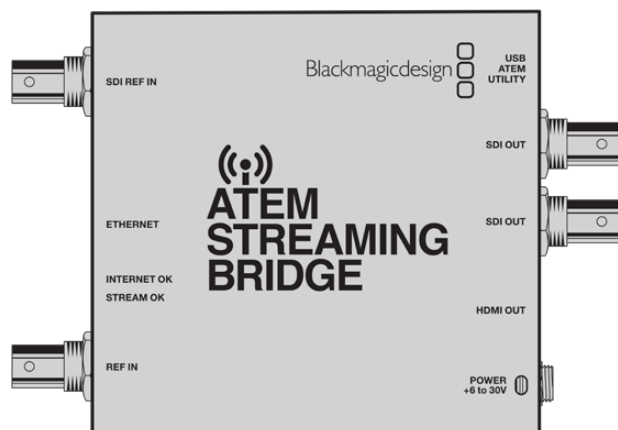 SDI REF IN
Blackmagicdesign
USB
ATEM
UTILITY
SDI OUT
ATEM
STREAMING
BRIDGE
ETHERNET
SDI OUT
INTERNET OK
STREAM OK
HDMI OUT
REF IN
POWER
+6 to 30V